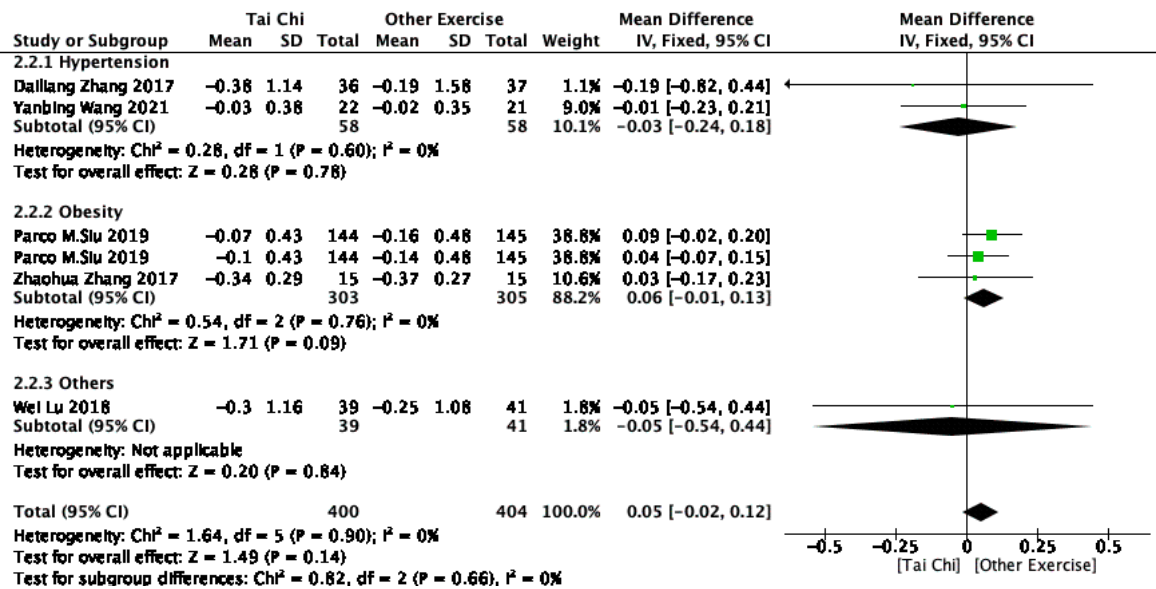 Tai Chi Other Exercise Mean Difference Mean Difference
Study or Subgroup Mean SD Total Mean SD Total Weight IV, Fixed, 95% CI IV, Fixed, 95% CI
2.2.1 Hypertension
Dailiang Zhang 2017 −0.38 1.14 36 −0.19 1.58 37 1.1% −0.19 [−0.82, 0.44]
Yanbing Wang 2021 −0.03 0.38 22 −0.02 0.35 21 9.0% −0.01 [−0.23, 0.21]
Subtotal (95% CI) 58 58 10.1% −0.03 [−0.24, 0.18]
Heterogeneity: Chi² = 0.28, df = 1 (P = 0.60); I² = 0%
Test for overall effect: Z = 0.28 (P = 0.78)
2.2.2 Obesity
Parco M.Siu 2019 −0.07 0.43 144 −0.16 0.48 145 38.8% 0.09 [−0.02, 0.20]
Parco M.Siu 2019 −0.1 0.43 144 −0.14 0.48 145 38.8% 0.04 [−0.07, 0.15]
Zhaohua Zhang 2017 −0.34 0.29 15 −0.37 0.27 15 10.6% 0.03 [−0.17, 0.23]
Subtotal (95% CI) 303 305 88.2% 0.06 [−0.01, 0.13]
Heterogeneity: Chi² = 0.54, df = 2 (P = 0.76); I² = 0%
Test for overall effect: Z = 1.71 (P = 0.09)
2.2.3 Others
Wei Lu 2018 −0.3 1.16 39 −0.25 1.08 41 1.8% −0.05 [−0.54, 0.44]
Subtotal (95% CI) 39 41 1.8% −0.05 [−0.54, 0.44]
Heterogeneity: Not applicable
Test for overall effect: Z = 0.20 (P = 0.84)
Total (95% CI) 400 404 100.0% 0.05 [−0.02, 0.12]
Heterogeneity: Chi² = 1.64, df = 5 (P = 0.90); I² = 0%
Test for overall effect: Z = 1.49 (P = 0.14)
Test for subgroup differences: Chi² = 0.82, df = 2 (P = 0.66), I² = 0%
−0.5 −0.25 0 0.25 0.5
[Tai Chi] [Other Exercise]